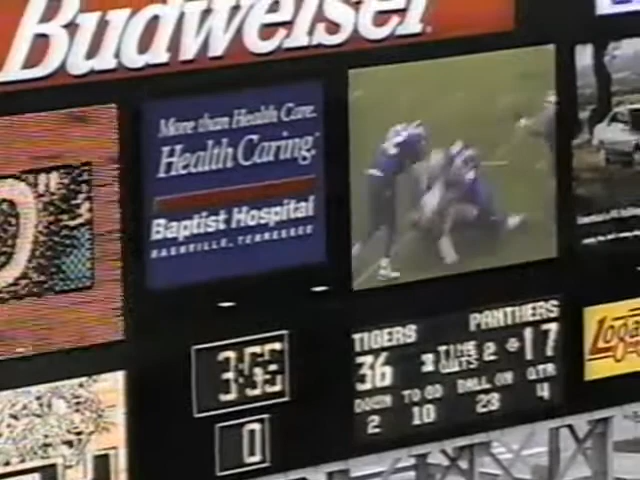 Budweiser
More than Health Care.
Health Caring.
Baptist Hospital
NASHVILLE, TENNESSEE
TIGERS
PANTHERS
36
TIME OUTS
2
17
DOWN TO GO BALL ON QTR
2 10 23 4
3:56
0